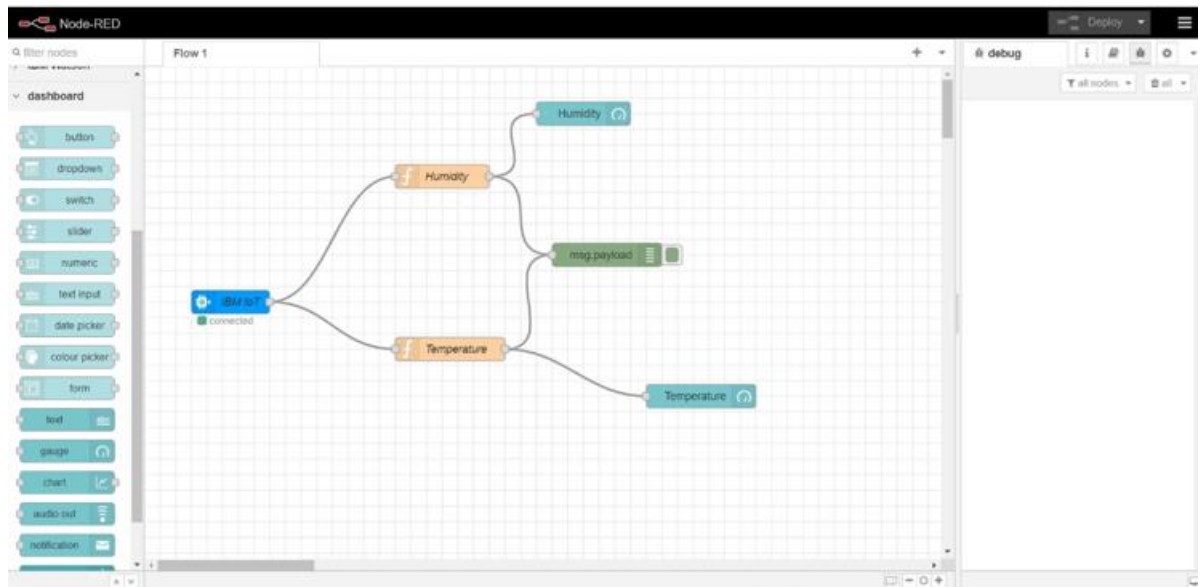 Node-RED
Deploy
filter nodes
Flow 1
debug
i
all nodes
all
IBM Watson
dashboard
button
dropdown
switch
slider
numeric
text input
date picker
colour picker
form
text
gauge
chart
audio out
notification
Humidity
Humidity
msg.payload
IBM IoT
connected
Temperature
Temperature